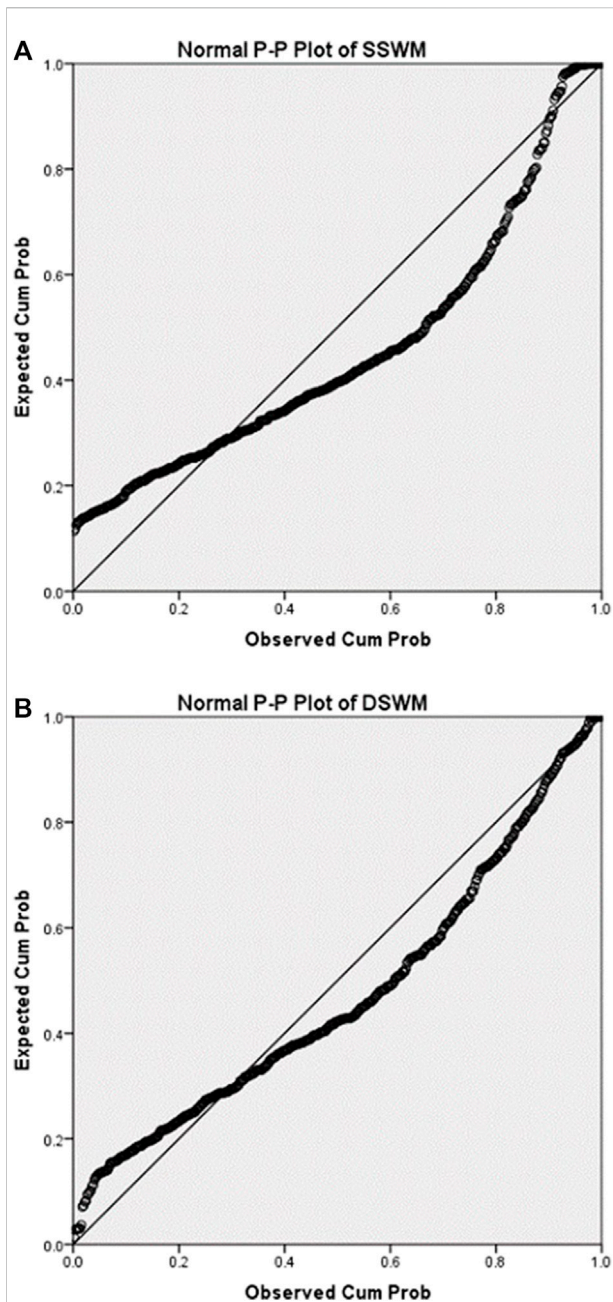 A
Normal P-P Plot of SSWM
1.0
0.8
0.6
0.4
0.2
0.0
Expected Cum Prob
0.0 0.2 0.4 0.6 0.8 1.0
Observed Cum Prob
B
Normal P-P Plot of DSWM
1.0
0.8
0.6
0.4
0.2
0.0
Expected Cum Prob
0.0 0.2 0.4 0.6 0.8 1.0
Observed Cum Prob